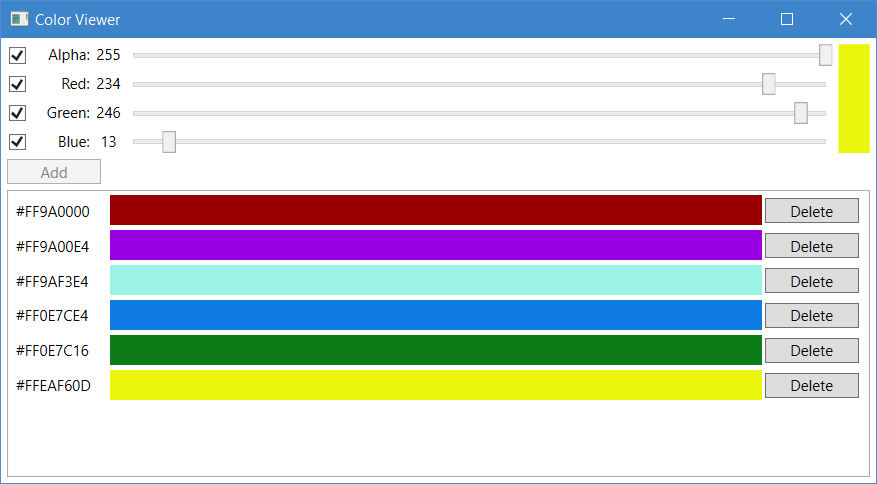 Color Viewer
Alpha: 255
Red: 234
Green: 246
Blue: 13
Add
#FF9A0000 Delete
#FF9A00E4 Delete
#FF9AF3E4 Delete
#FF0E7CE4 Delete
#FF0E7C16 Delete
#FFEAF60D Delete